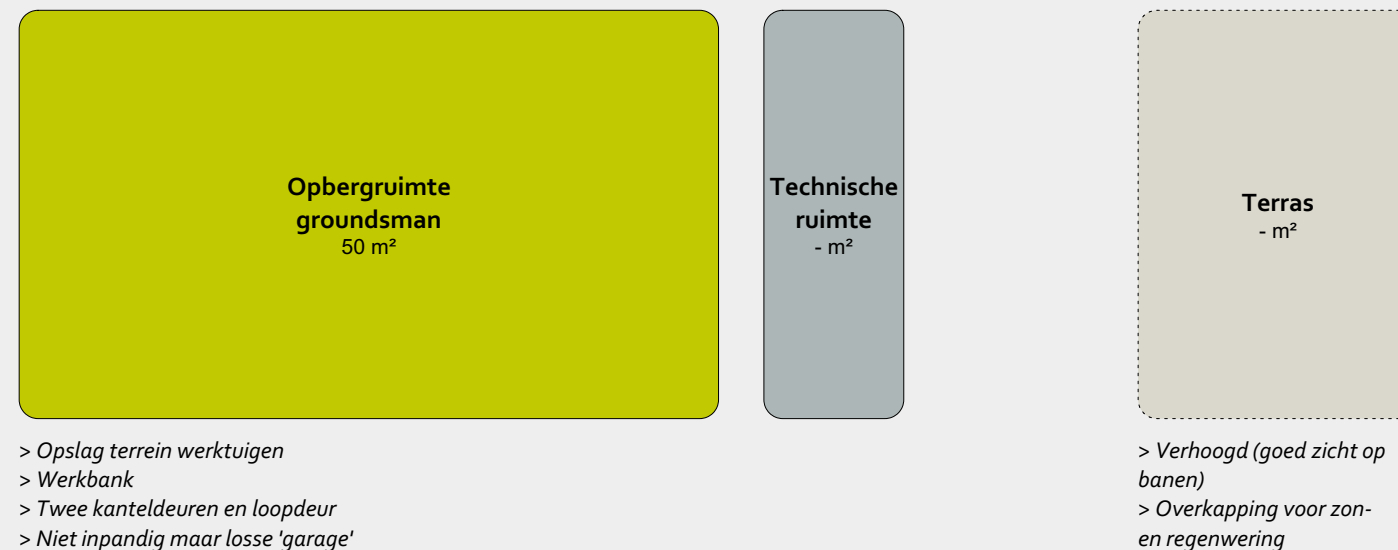 Opbergruimte
groundsman
50 m²
Technische
ruimte
- m²
Terras
- m²
> Opslag terrein werktuigen
> Werkbank
> Twee kanteldeuren en loopdeur
> Niet inpandig maar losse 'garage'
> Verhoogd (goed zicht op
banen)
> Overkapping voor zon-
en regenwering